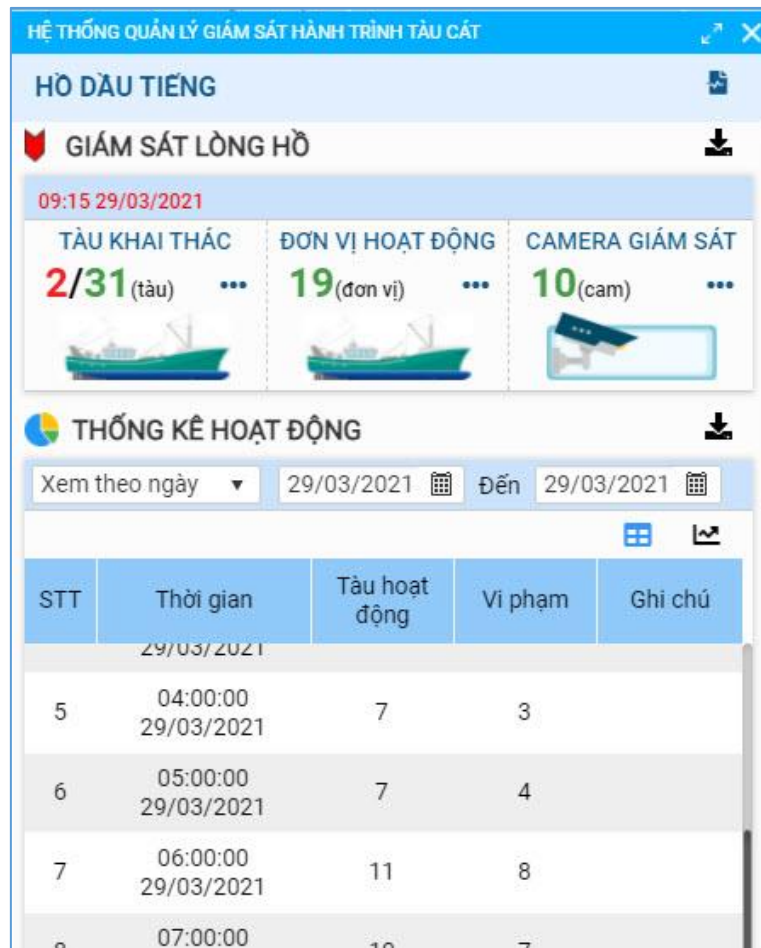 HỆ THỐNG QUẢN LÝ GIÁM SÁT HÀNH TRÌNH TÀU CÁT
HỒ DẦU TIẾNG
GIÁM SÁT LÒNG HỒ
09:15 29/03/2021
TÀU KHAI THÁC ĐƠN VỊ HOẠT ĐỘNG CAMERA GIÁM SÁT
2/31(tàu) ••• 19(đơn vị) ••• 10(cam) •••
THỐNG KÊ HOẠT ĐỘNG
Xem theo ngày 29/03/2021 Đến 29/03/2021
STT Thời gian Tàu hoạt động Vi phạm Ghi chú
29/03/2021
5 04:00:00 29/03/2021 7 3
6 05:00:00 29/03/2021 7 4
7 06:00:00 29/03/2021 11 8
07:00:00